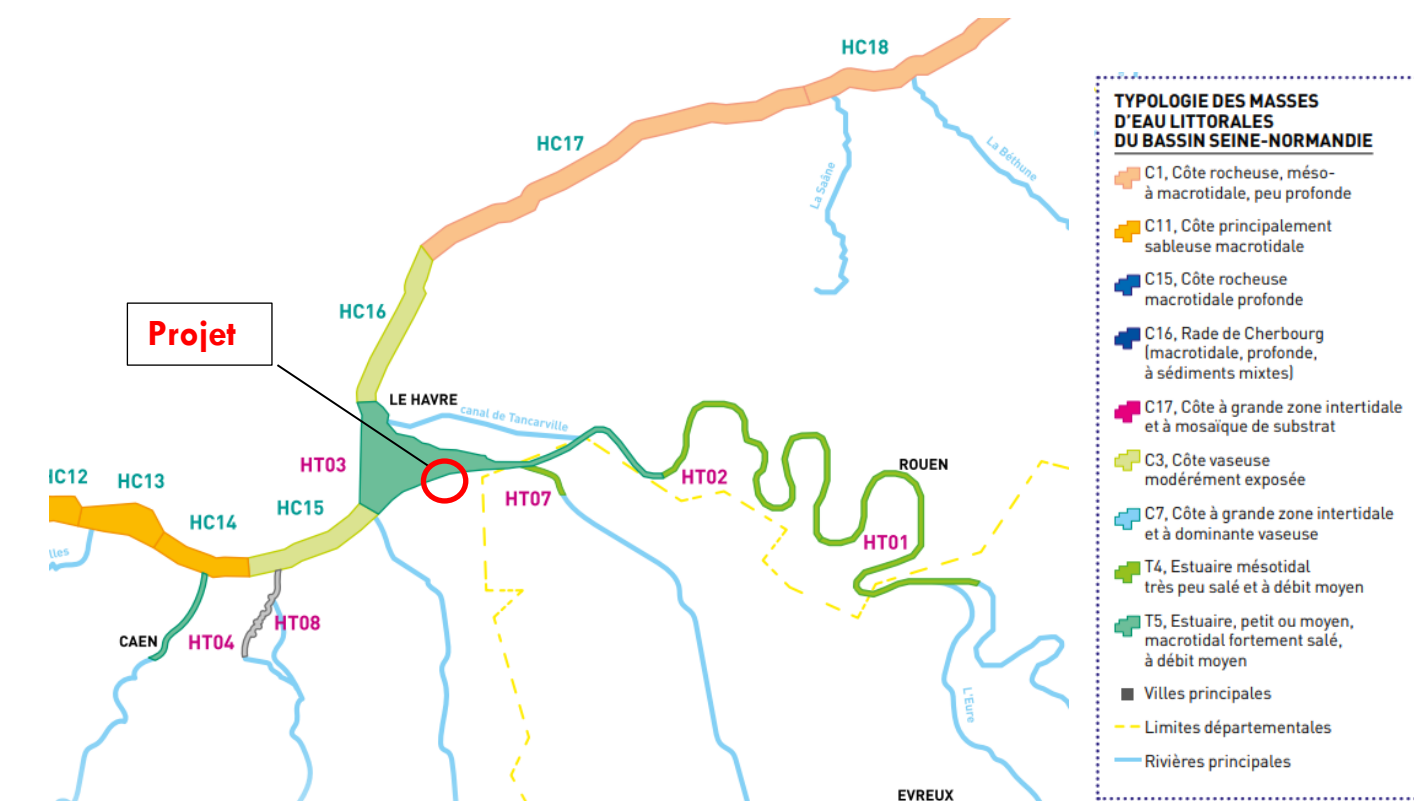 HC18
HC17
La Saâne
La Béthune
HC16
Projet
LE HAVRE
canal de Tancarville
HT03
HT07
HT02
ROUEN
HT01
HC12
HC13
HC14
HC15
lles
CAEN
HT04
HT08
L'Eure
EVREUX
TYPOLOGIE DES MASSES
D'EAU LITTORALES
DU BASSIN SEINE-NORMANDIE
C1, Côte rocheuse, méso-
à macrotidale, peu profonde
C11, Côte principalement
sableuse macrotidale
C15, Côte rocheuse
macrotidale profonde
C16, Rade de Cherbourg
(macrotidale, profonde,
à sédiments mixtes)
C17, Côte à grande zone intertidale
et à mosaïque de substrat
C3, Côte vaseuse
modérément exposée
C7, Côte à grande zone intertidale
et à dominante vaseuse
T4, Estuaire mésotidal
très peu salé et à débit moyen
T5, Estuaire, petit ou moyen,
macrotidal fortement salé,
à débit moyen
Villes principales
Limites départementales
Rivières principales